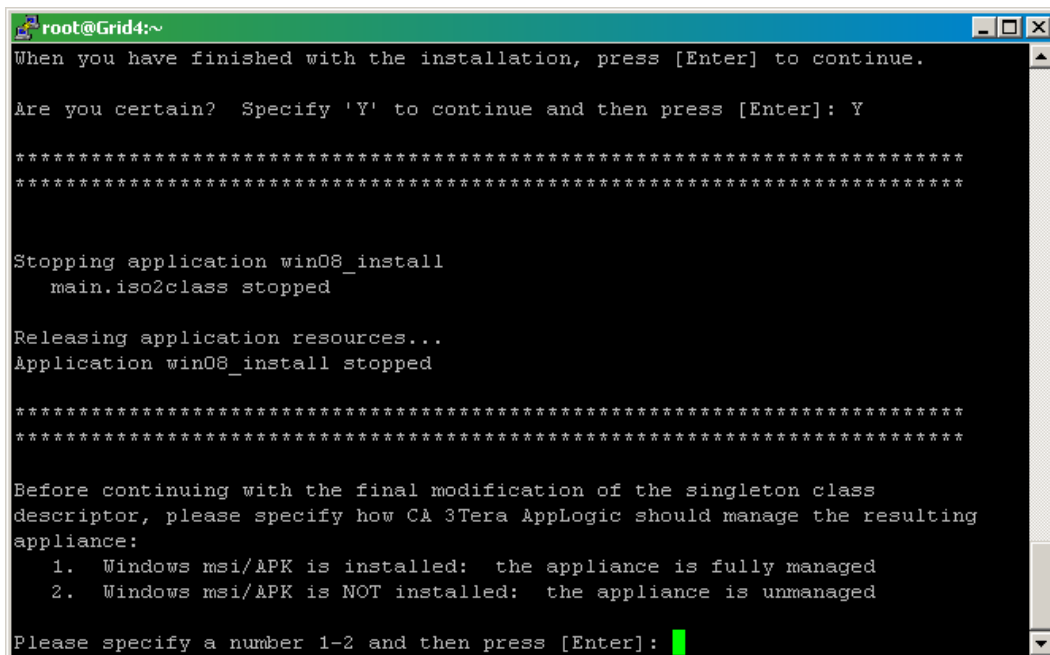 root@Grid4:~
When you have finished with the installation, press [Enter] to continue.
Are you certain?  Specify 'Y' to continue and then press [Enter]: Y
***************************************************************************
***************************************************************************
Stopping application win08_install
   main.iso2class stopped
Releasing application resources...
Application win08_install stopped
***************************************************************************
***************************************************************************
Before continuing with the final modification of the singleton class
descriptor, please specify how CA 3Tera AppLogic should manage the resulting
appliance:
   1.  Windows msi/APK is installed:  the appliance is fully managed
   2.  Windows msi/APK is NOT installed:  the appliance is unmanaged
Please specify a number 1-2 and then press [Enter]: